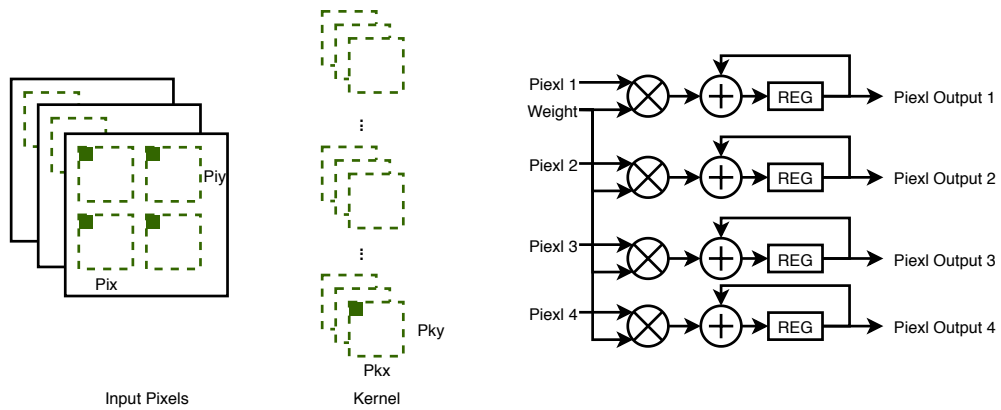 Piy
Pix
Input Pixels
...
...
Pky
Pkx
Kernel
Piexl 1
Weight
REG
Piexl Output 1
Piexl 2
REG
Piexl Output 2
Piexl 3
REG
Piexl Output 3
Piexl 4
REG
Piexl Output 4